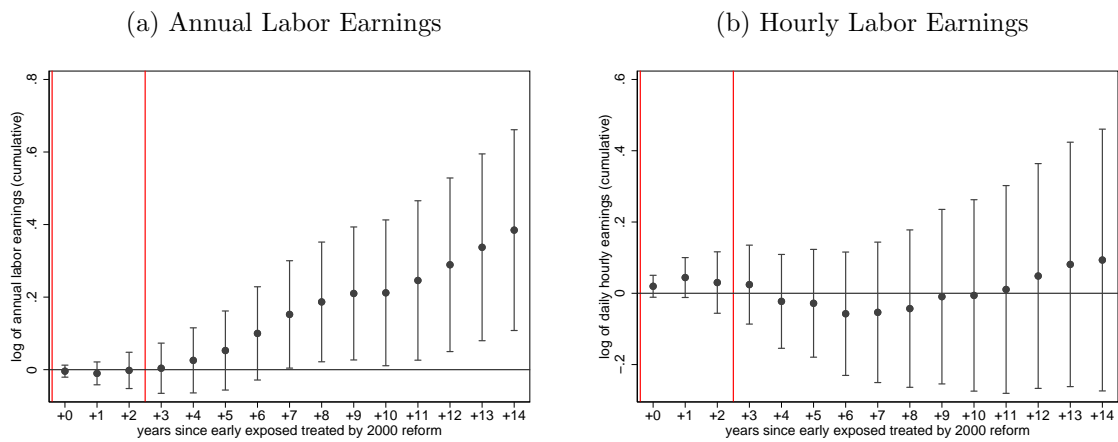 (a) Annual Labor Earnings
log of annual labor earnings (cumulative)
.8
.6
.4
.2
0
+0 +1 +2 +3 +4 +5 +6 +7 +8 +9 +10 +11 +12 +13 +14
years since early exposed treated by 2000 reform
(b) Hourly Labor Earnings
log of daily hourly earnings (cumulative)
.6
.4
.2
0
-.2
+0 +1 +2 +3 +4 +5 +6 +7 +8 +9 +10 +11 +12 +13 +14
years since early exposed treated by 2000 reform